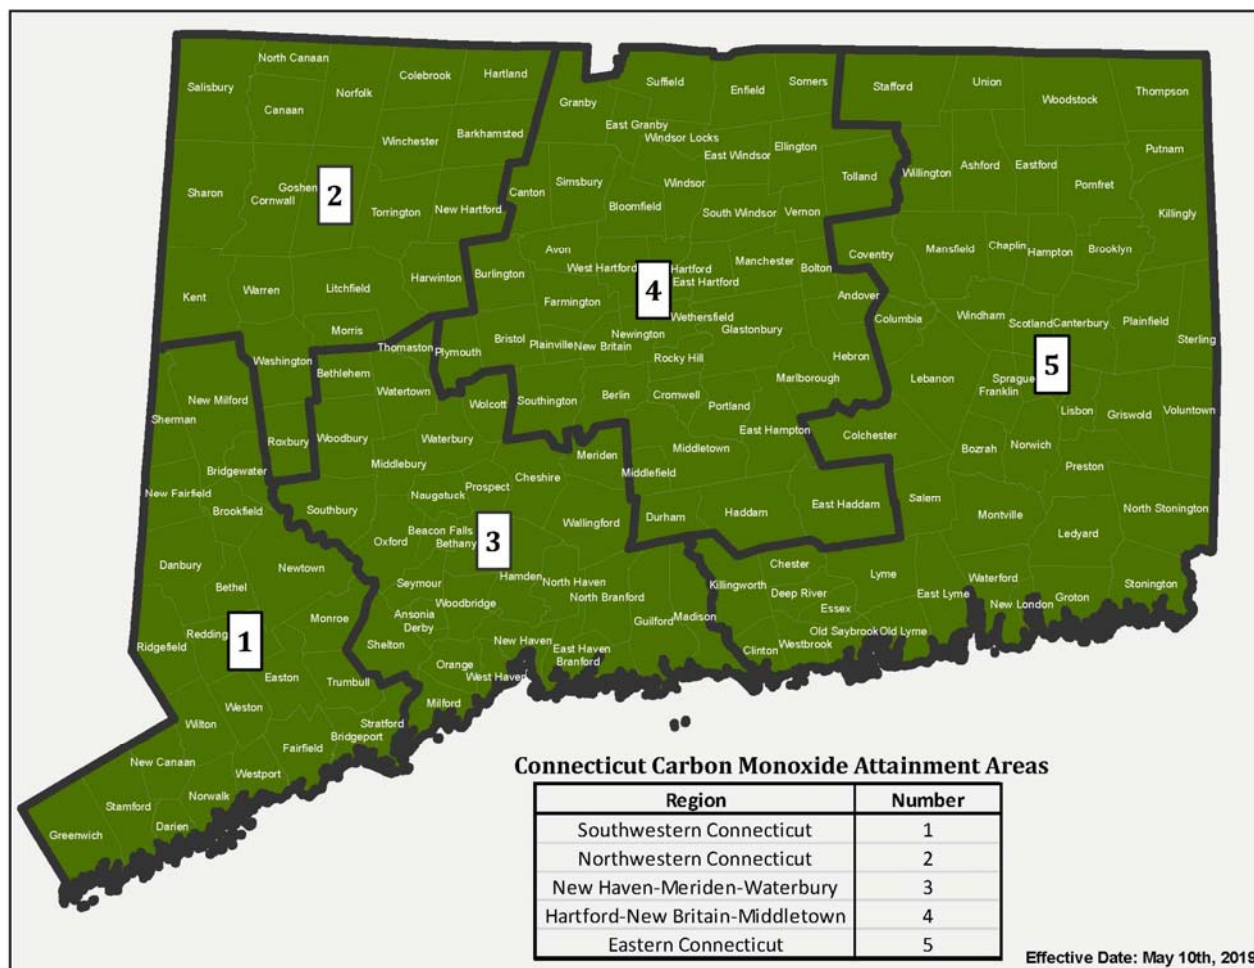 North Canaan
Colebrook
Hartland
Salisbury
Norfolk
Canaan
Winchester
Barkhamsted
Sharon
Goshen
Cornwall
2
Torrington
New Hartford
Kent
Warren
Litchfield
Harwinton
Morris
Washington
Roxbury
Suffield
Enfield
Somers
Granby
East Granby
Windsor Locks
East Windsor
Ellington
Canton
Simsbury
Windsor
Tolland
Bloomfield
South Windsor
Vernon
Avon
West Hartford
Hartford
East Hartford
Manchester
Bolton
Burlington
4
Farmington
Wethersfield
Glastonbury
Andover
Newington
Bristol
Plainville
New Britain
Rocky Hill
Hebron
Plymouth
Marlborough
Southington
Berlin
Cromwell
Portland
East Hampton
Middletown
Middlefield
Durham
Haddam
East Haddam
Stafford
Union
Woodstock
Thompson
Putnam
Willington
Ashford
Eastford
Pomfret
Killingly
Coventry
Mansfield
Chaplin
Hampton
Brooklyn
Columbia
Windham
Scotland
Canterbury
Plainfield
Sterling
5
Lebanon
Sprague
Franklin
Lisbon
Griswold
Voluntown
Colchester
Bozrah
Norwich
Preston
Salem
Montville
North Stonington
Ledyard
Chester
Lyme
Waterford
Stonington
Killingworth
Deep River
East Lyme
New London
Groton
Essex
Old Saybrook
Old Lyme
Westbrook
Clinton
Thomaston
Bethlehem
Watertown
Wolcott
Woodbury
Waterbury
Middlebury
Meriden
Cheshire
Prospect
Naugatuck
Southbury
Wallingford
Beacon Falls
Bethany
Oxford
3
Hamden
Seymour
North Haven
Woodbridge
North Branford
Ansonia
Derby
Guilford
Madison
Shelton
New Haven
East Haven
Branford
Orange
West Haven
Milford
New Milford
Sherman
Bridgewater
New Fairfield
Brookfield
Danbury
Newtown
Bethel
Monroe
Redding
Ridgefield
1
Easton
Trumbull
Weston
Wilton
Stratford
Bridgeport
Fairfield
New Canaan
Westport
Norwalk
Stamford
Darien
Greenwich
Connecticut Carbon Monoxide Attainment Areas
Region Number
Southwestern Connecticut 1
Northwestern Connecticut 2
New Haven-Meriden-Waterbury 3
Hartford-New Britain-Middletown 4
Eastern Connecticut 5
Effective Date: May 10th, 2019